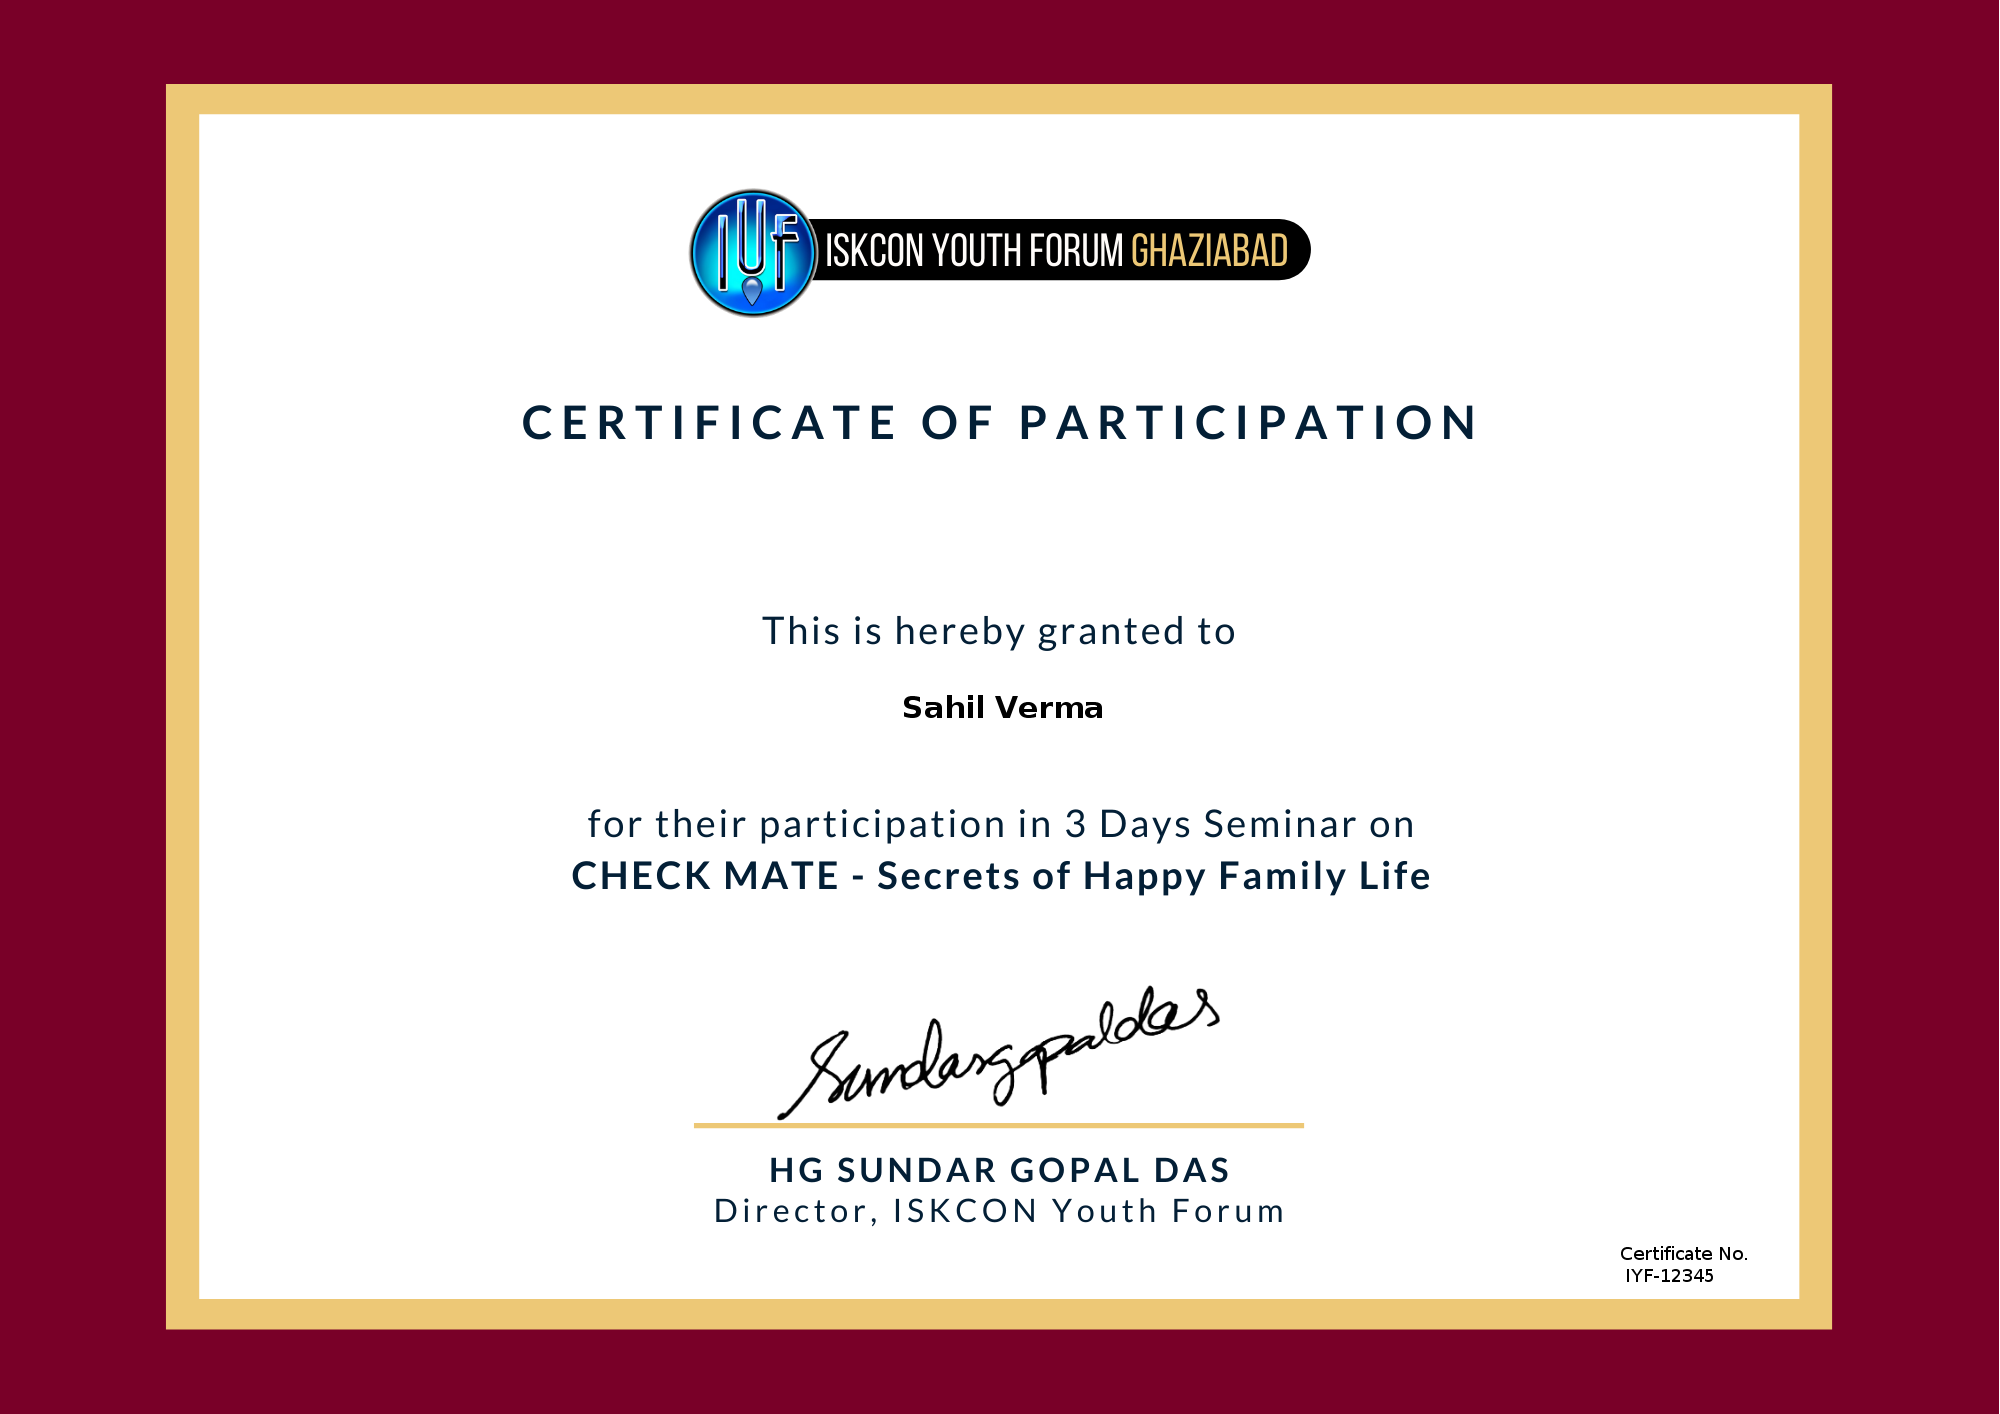 IYF
ISKCON YOUTH FORUM GHAZIABAD
CERTIFICATE OF PARTICIPATION
This is hereby granted to
Sahil Verma
for their participation in 3 Days Seminar on
CHECK MATE - Secrets of Happy Family Life
Sundargopaldas
HG SUNDAR GOPAL DAS
Director, ISKCON Youth Forum
Certificate No.
IYF-12345